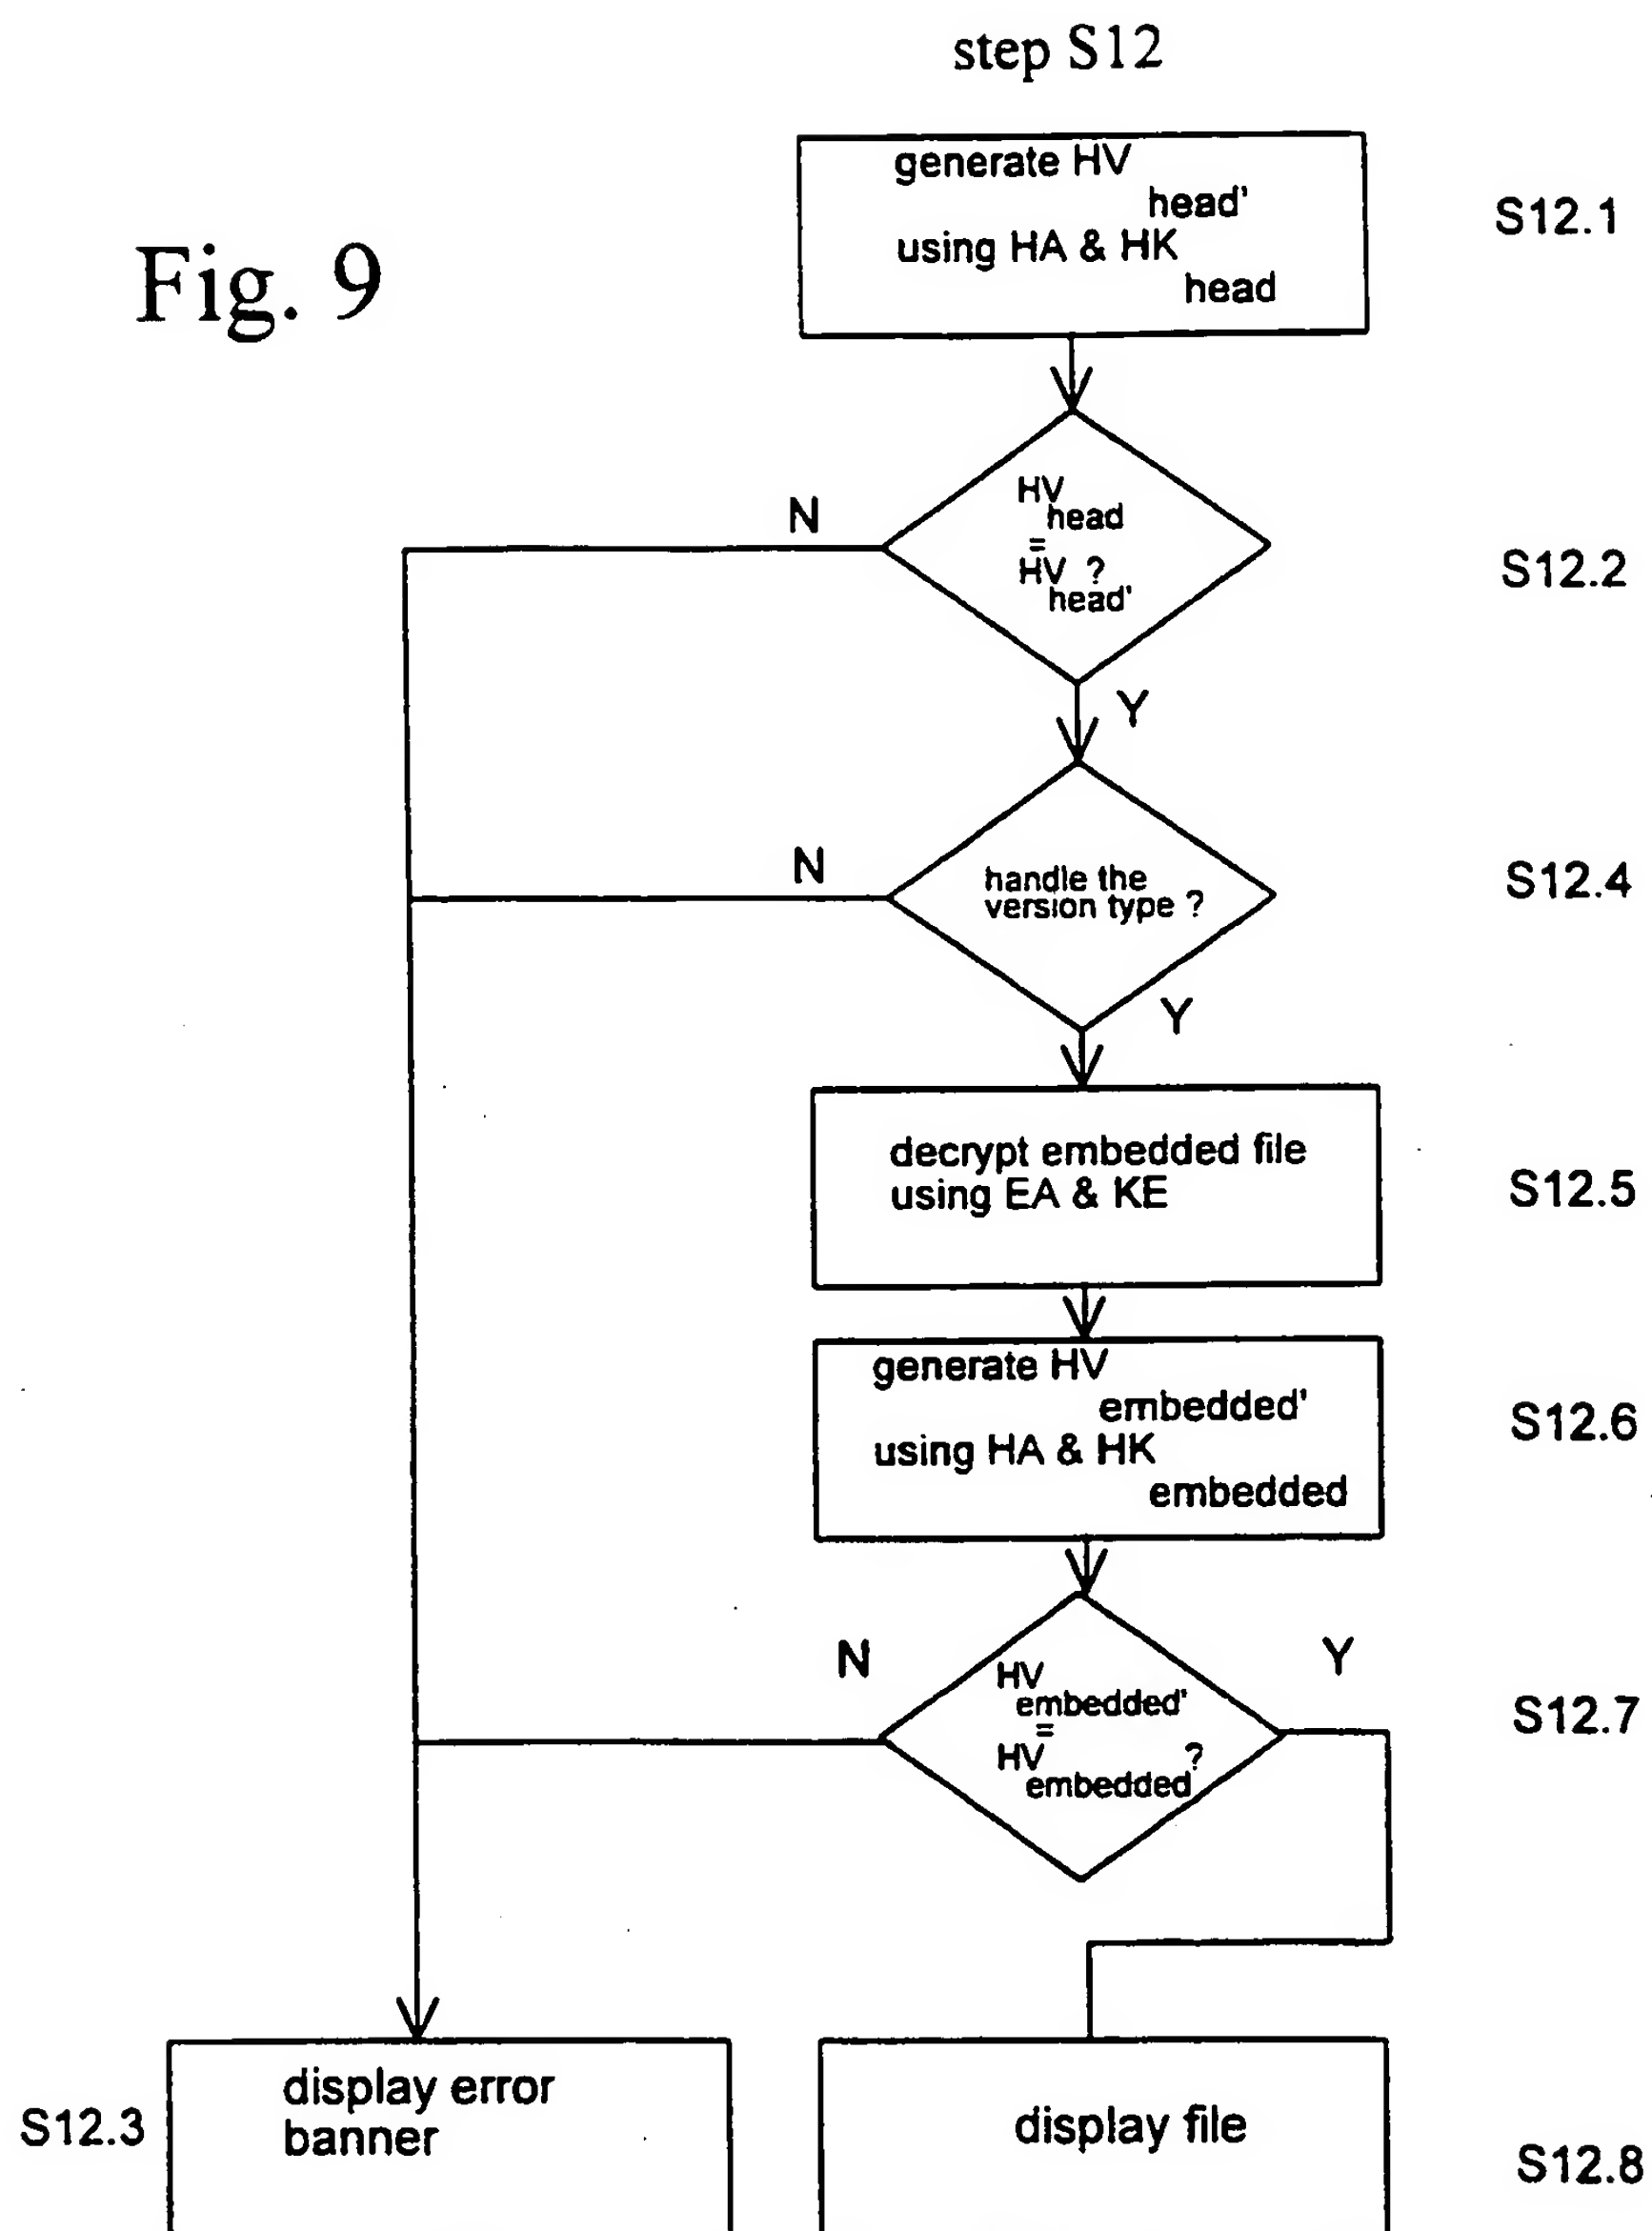 step S12
Fig. 9
generate HV
head'
using HA & HK
head
S12.1
N
HV
head
=
HV ?
head'
S12.2
Y
N
handle the
version type ?
S12.4
Y
decrypt embedded file
using EA & KE
S12.5
generate HV
embedded'
using HA & HK
embedded
S12.6
N
Y
HV
embedded'
=
HV ?
embedded
S12.7
S12.3
display error
banner
display file
S12.8